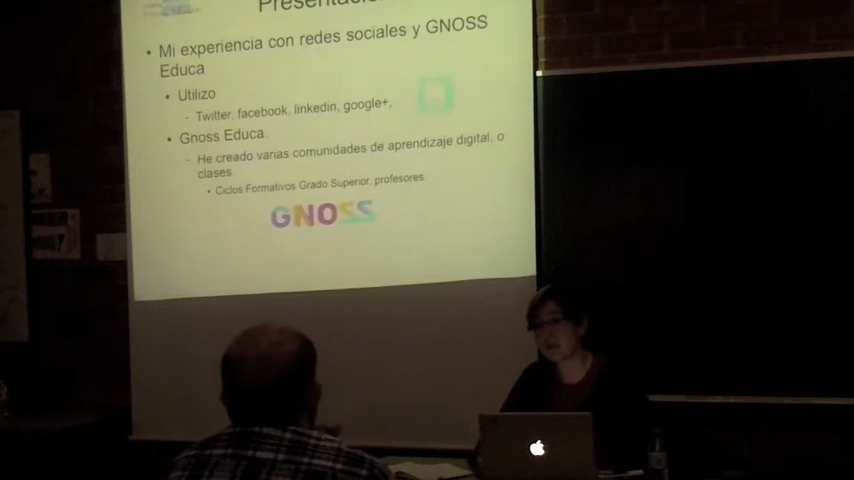 Presentación
• Mi experiencia con redes sociales y GNOSS
Educa
• Utilizo
– Twitter, facebook, linkedin, google+,
• Gnoss Educa.
– He creado varias comunidades de aprendizaje digital, o
clases
• Ciclos Formativos Grado Superior, profesores
GNOSS